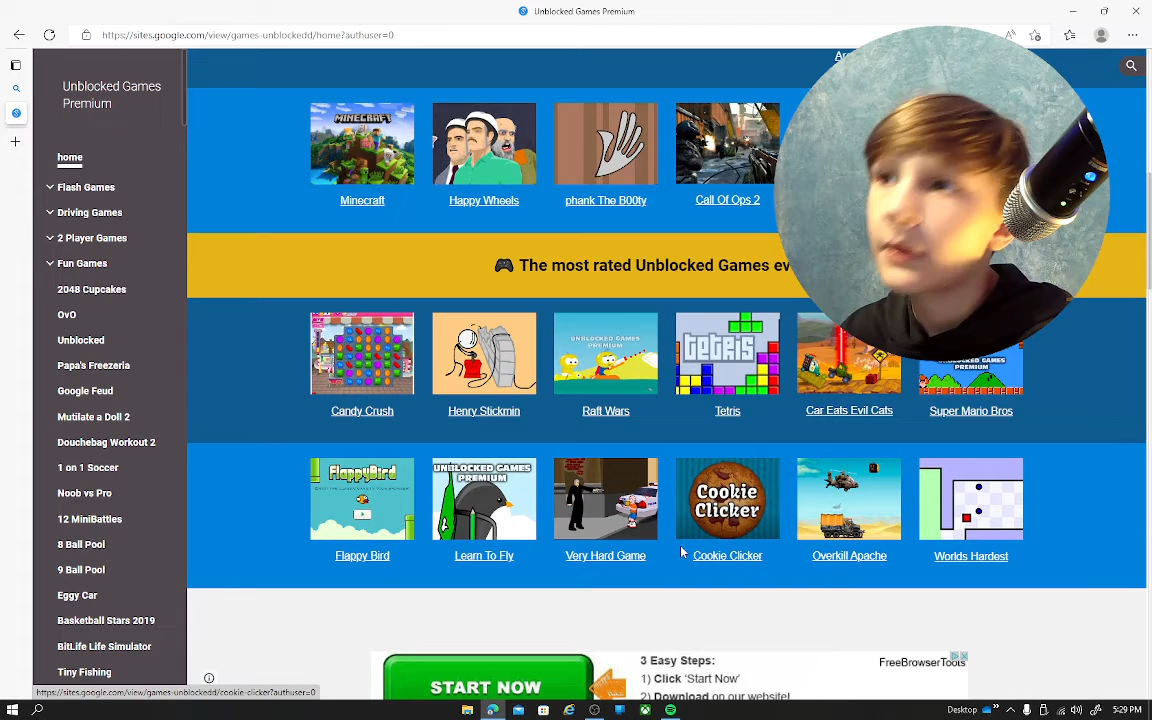 Unblocked Games Premium
https://sites.google.com/view/games-unblockedd/home?authuser=0
Unblocked Games
Premium
home
Flash Games
Driving Games
2 Player Games
Fun Games
2048 Cupcakes
OvO
Unblocked
Papa's Freezeria
Google Feud
Mutilate a Doll 2
Douchebag Workout 2
1 on 1 Soccer
Noob vs Pro
12 MiniBattles
8 Ball Pool
9 Ball Pool
Eggy Car
Basketball Stars 2019
BitLife Life Simulator
Tiny Fishing
MINECRAFT
Minecraft
Happy Wheels
phank The B00ty
Call Of Ops 2
🎮 The most rated Unblocked Games
UNBLOCKED GAMES
PREMIUM
TETRIS
Candy Crush
Henry Stickmin
Raft Wars
Tetris
Car Eats Evil Cats
Super Mario Bros
FlappyBird
UNBLOCKED GAMES
PREMIUM
Cookie
Clicker
Flappy Bird
Learn To Fly
Very Hard Game
Cookie Clicker
Overkill Apache
Worlds Hardest
START NOW
3 Easy Steps:
1) Click 'Start Now'
2) Download on our website!
FreeBrowserTools
https://sites.google.com/view/games-unblockedd/cookie-clicker?authuser=0
Desktop
5:29 PM